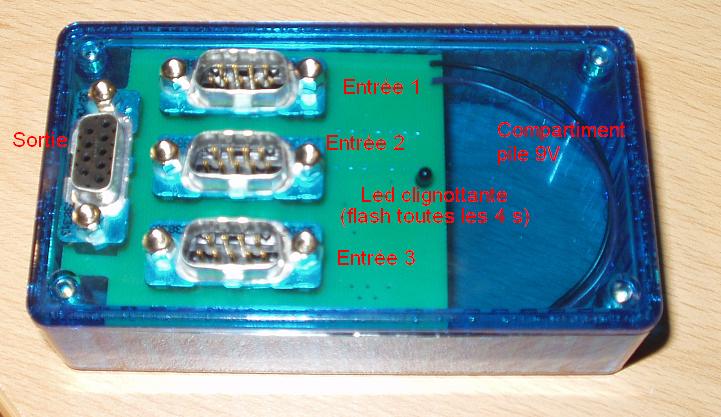 Entrée 1
Sortie
Entrée 2
Compartiment
pile 9V
Led clignottante
(flash toutes les 4 s)
Entrée 3